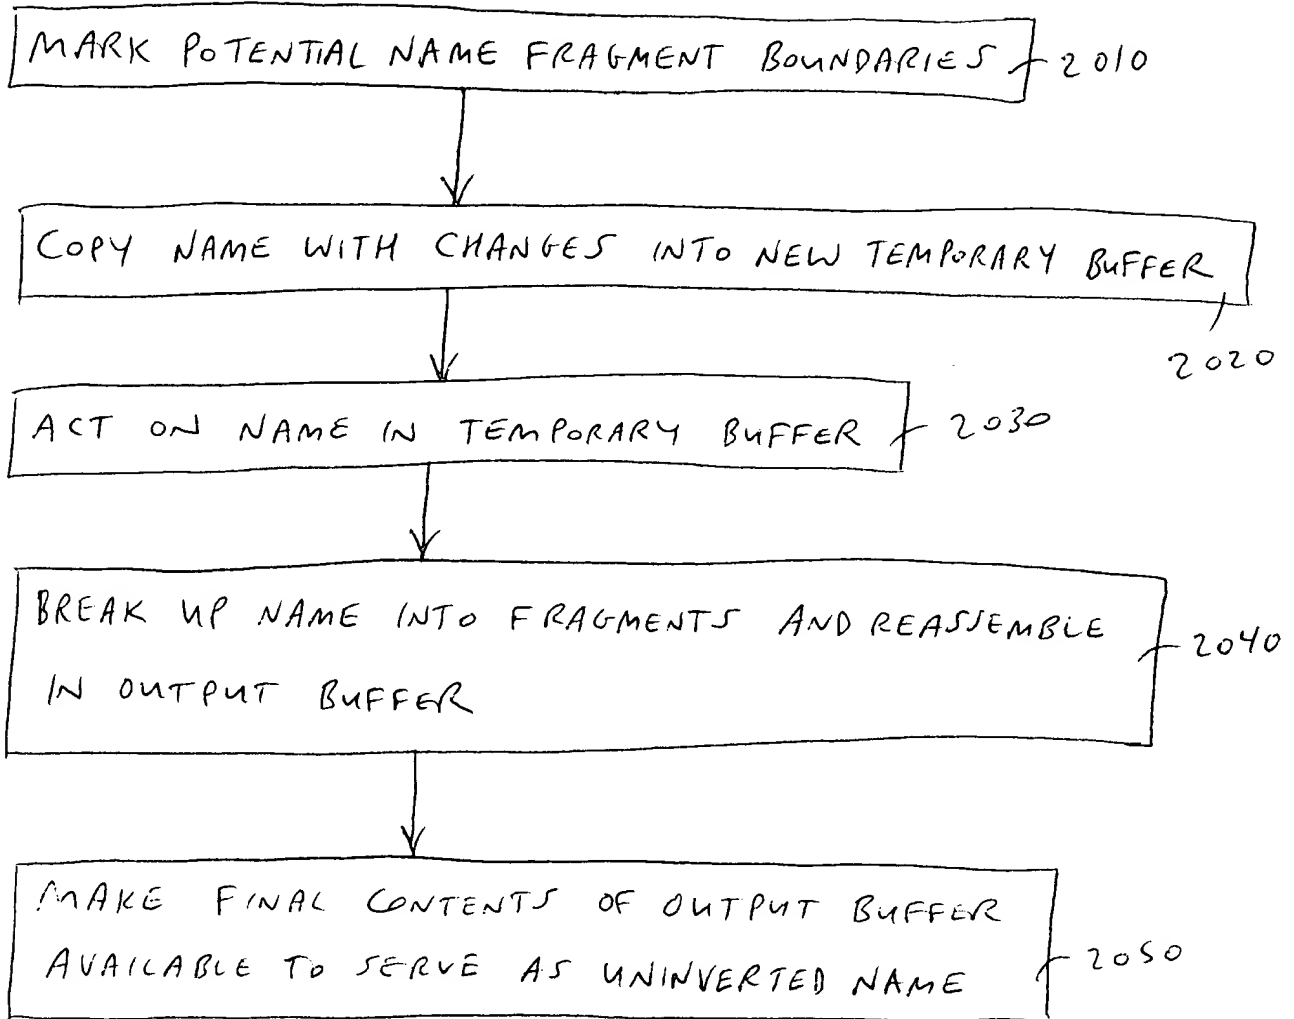 MARK POTENTIAL NAME FRAGMENT BOUNDARIES 2010
COPY NAME WITH CHANGES INTO NEW TEMPORARY BUFFER
2020
ACT ON NAME IN TEMPORARY BUFFER 2030
BREAK UP NAME INTO FRAGMENTS AND REASSEMBLE 2040
IN OUTPUT BUFFER
MAKE FINAL CONTENTS OF OUTPUT BUFFER
AVAILABLE TO SERVE AS UNINVERTED NAME 2050